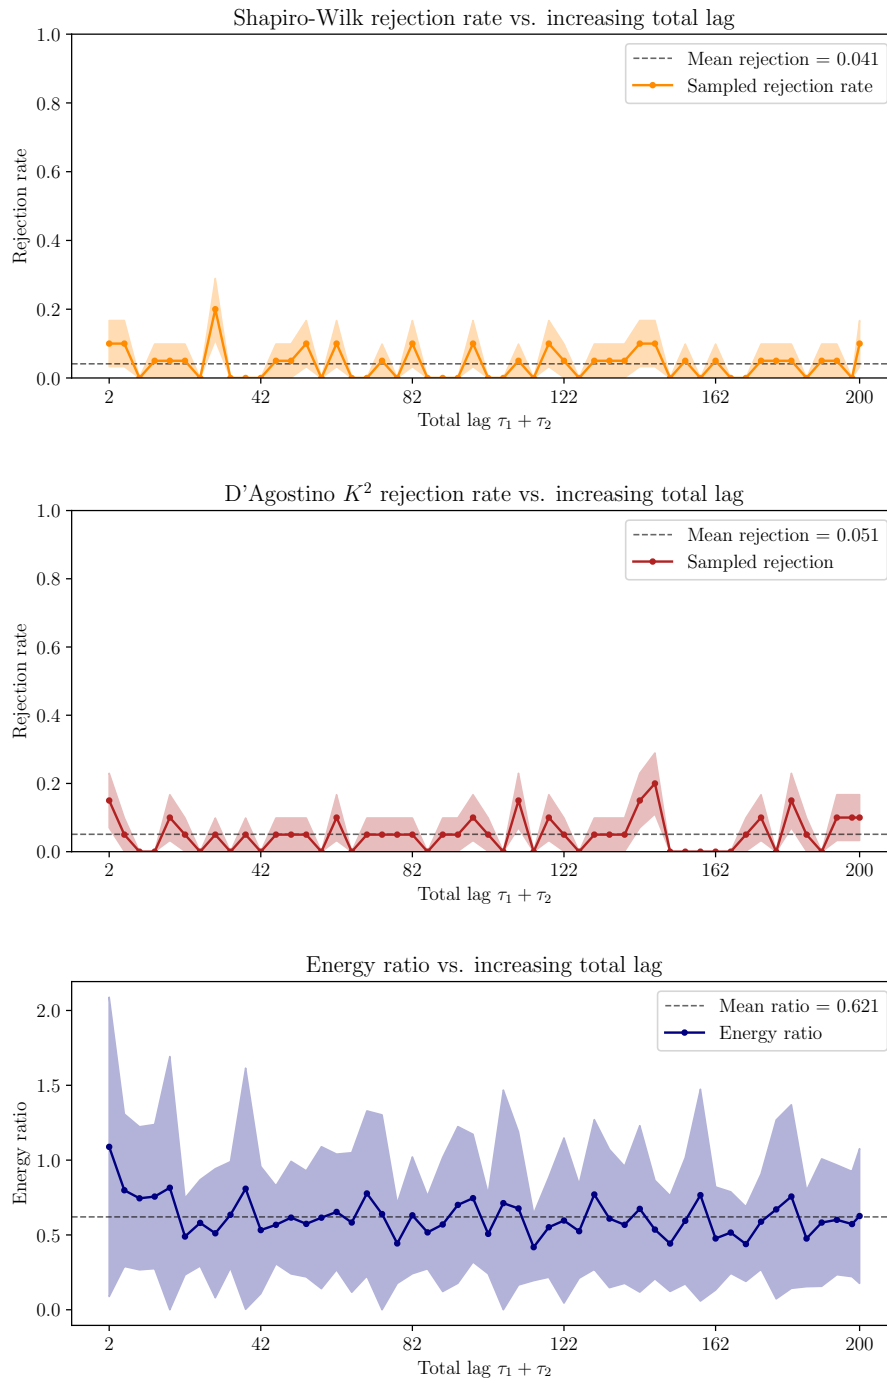 Shapiro-Wilk rejection rate vs. increasing total lag
1.0
0.8
0.6
0.4
0.2
0.0
Rejection rate
Mean rejection = 0.041
Sampled rejection rate
2 42 82 122 162 200
Total lag τ₁ + τ₂
D'Agostino K² rejection rate vs. increasing total lag
1.0
0.8
0.6
0.4
0.2
0.0
Rejection rate
Mean rejection = 0.051
Sampled rejection
2 42 82 122 162 200
Total lag τ₁ + τ₂
Energy ratio vs. increasing total lag
2.0
1.5
1.0
0.5
0.0
Energy ratio
Mean ratio = 0.621
Energy ratio
2 42 82 122 162 200
Total lag τ₁ + τ₂